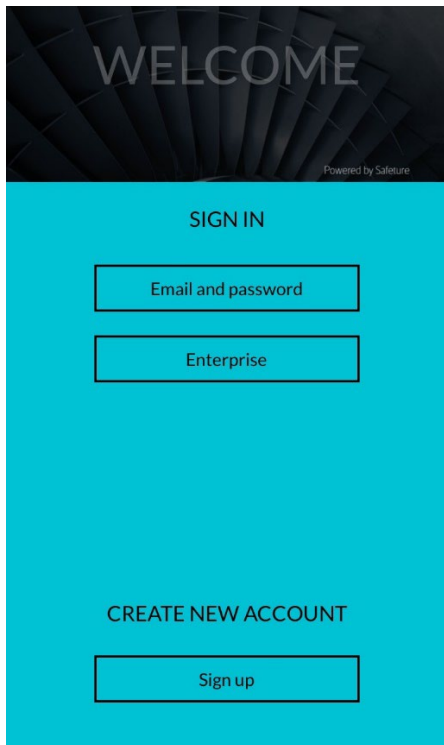 WELCOME
Powered by Safeture
SIGN IN
Email and password
Enterprise
CREATE NEW ACCOUNT
Sign up